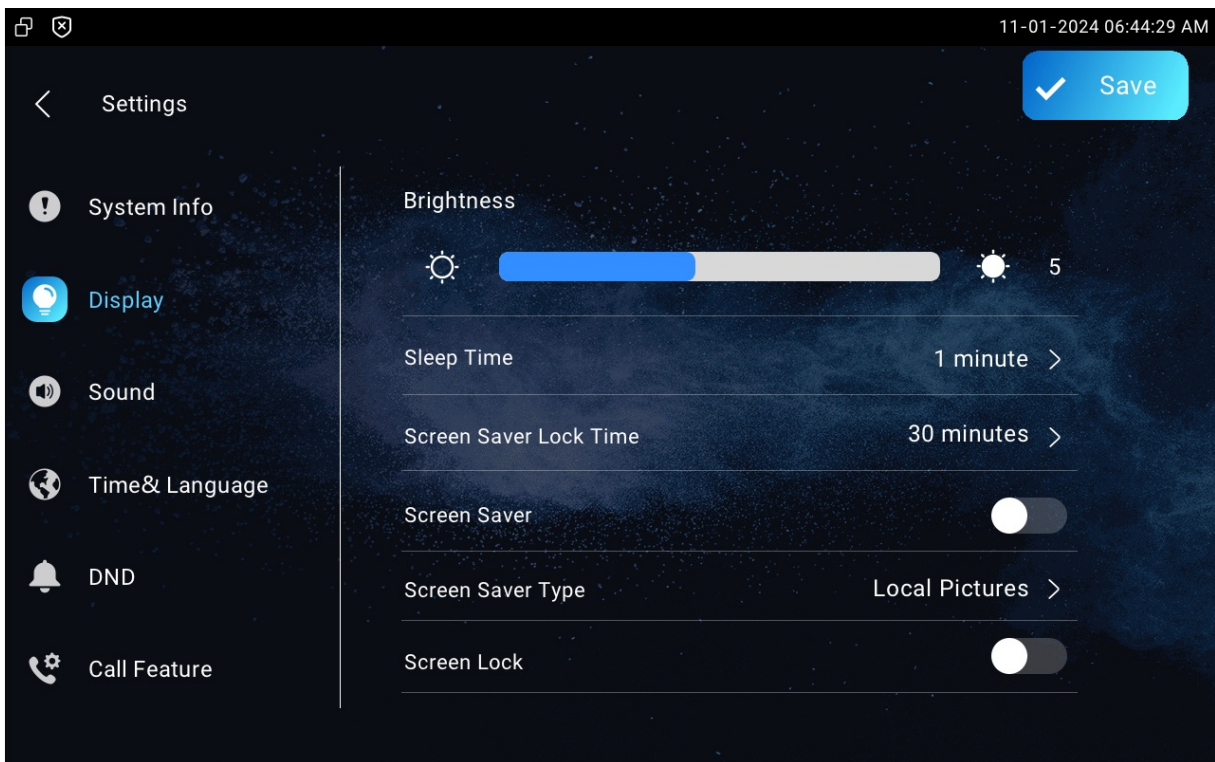 11-01-2024 06:44:29 AM
Settings
Save
System Info
Display
Sound
Time& Language
DND
Call Feature
Brightness
5
Sleep Time 1 minute
Screen Saver Lock Time 30 minutes
Screen Saver
Screen Saver Type Local Pictures
Screen Lock